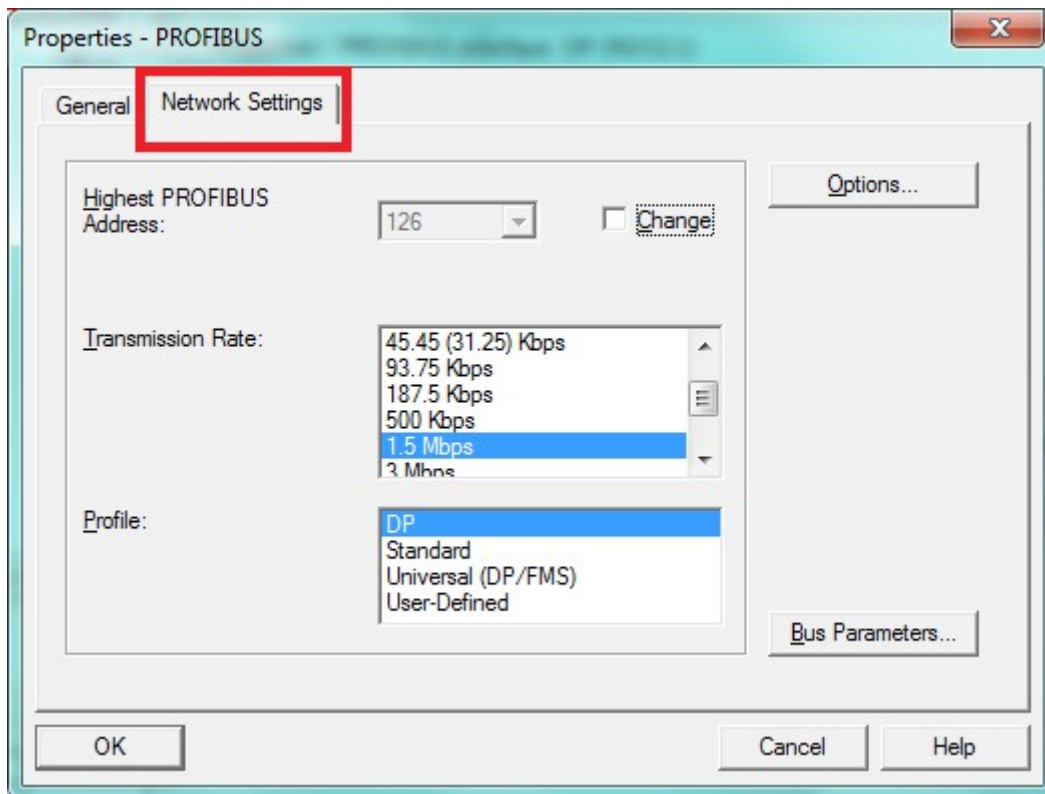 Properties - PROFIBUS
General
Network Settings
Highest PROFIBUS
Address:
126
Change
Options...
Transmission Rate:
45.45 (31.25) Kbps
93.75 Kbps
187.5 Kbps
500 Kbps
1.5 Mbps
3 Mbps
Profile:
DP
Standard
Universal (DP/FMS)
User-Defined
Bus Parameters...
OK
Cancel
Help